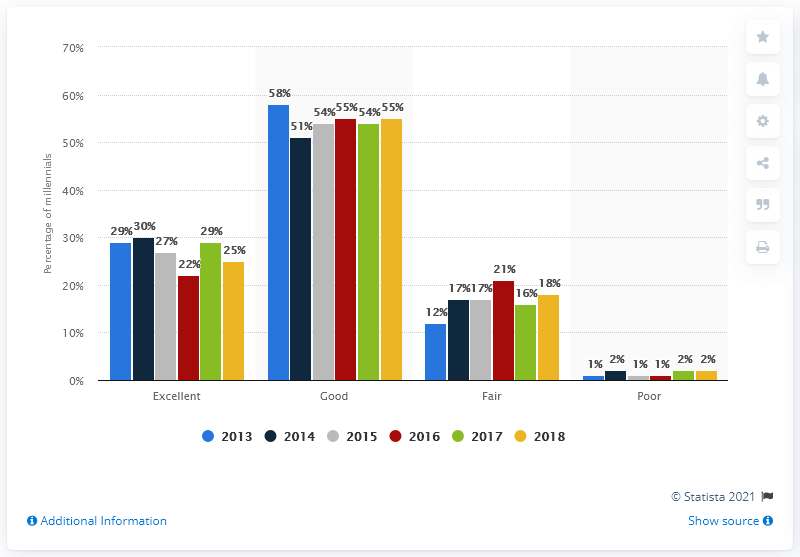 70%
60%
50%
40%
30%
20%
10%
0%
Percentage of millennials
29% 30% 27% 22% 29% 25%
58% 51% 54% 55% 54% 55%
12% 17% 17% 21% 16% 18%
1% 2% 1% 1% 2% 2%
Excellent Good Fair Poor
2013 2014 2015 2016 2017 2018
© Statista 2021
Additional Information Show source